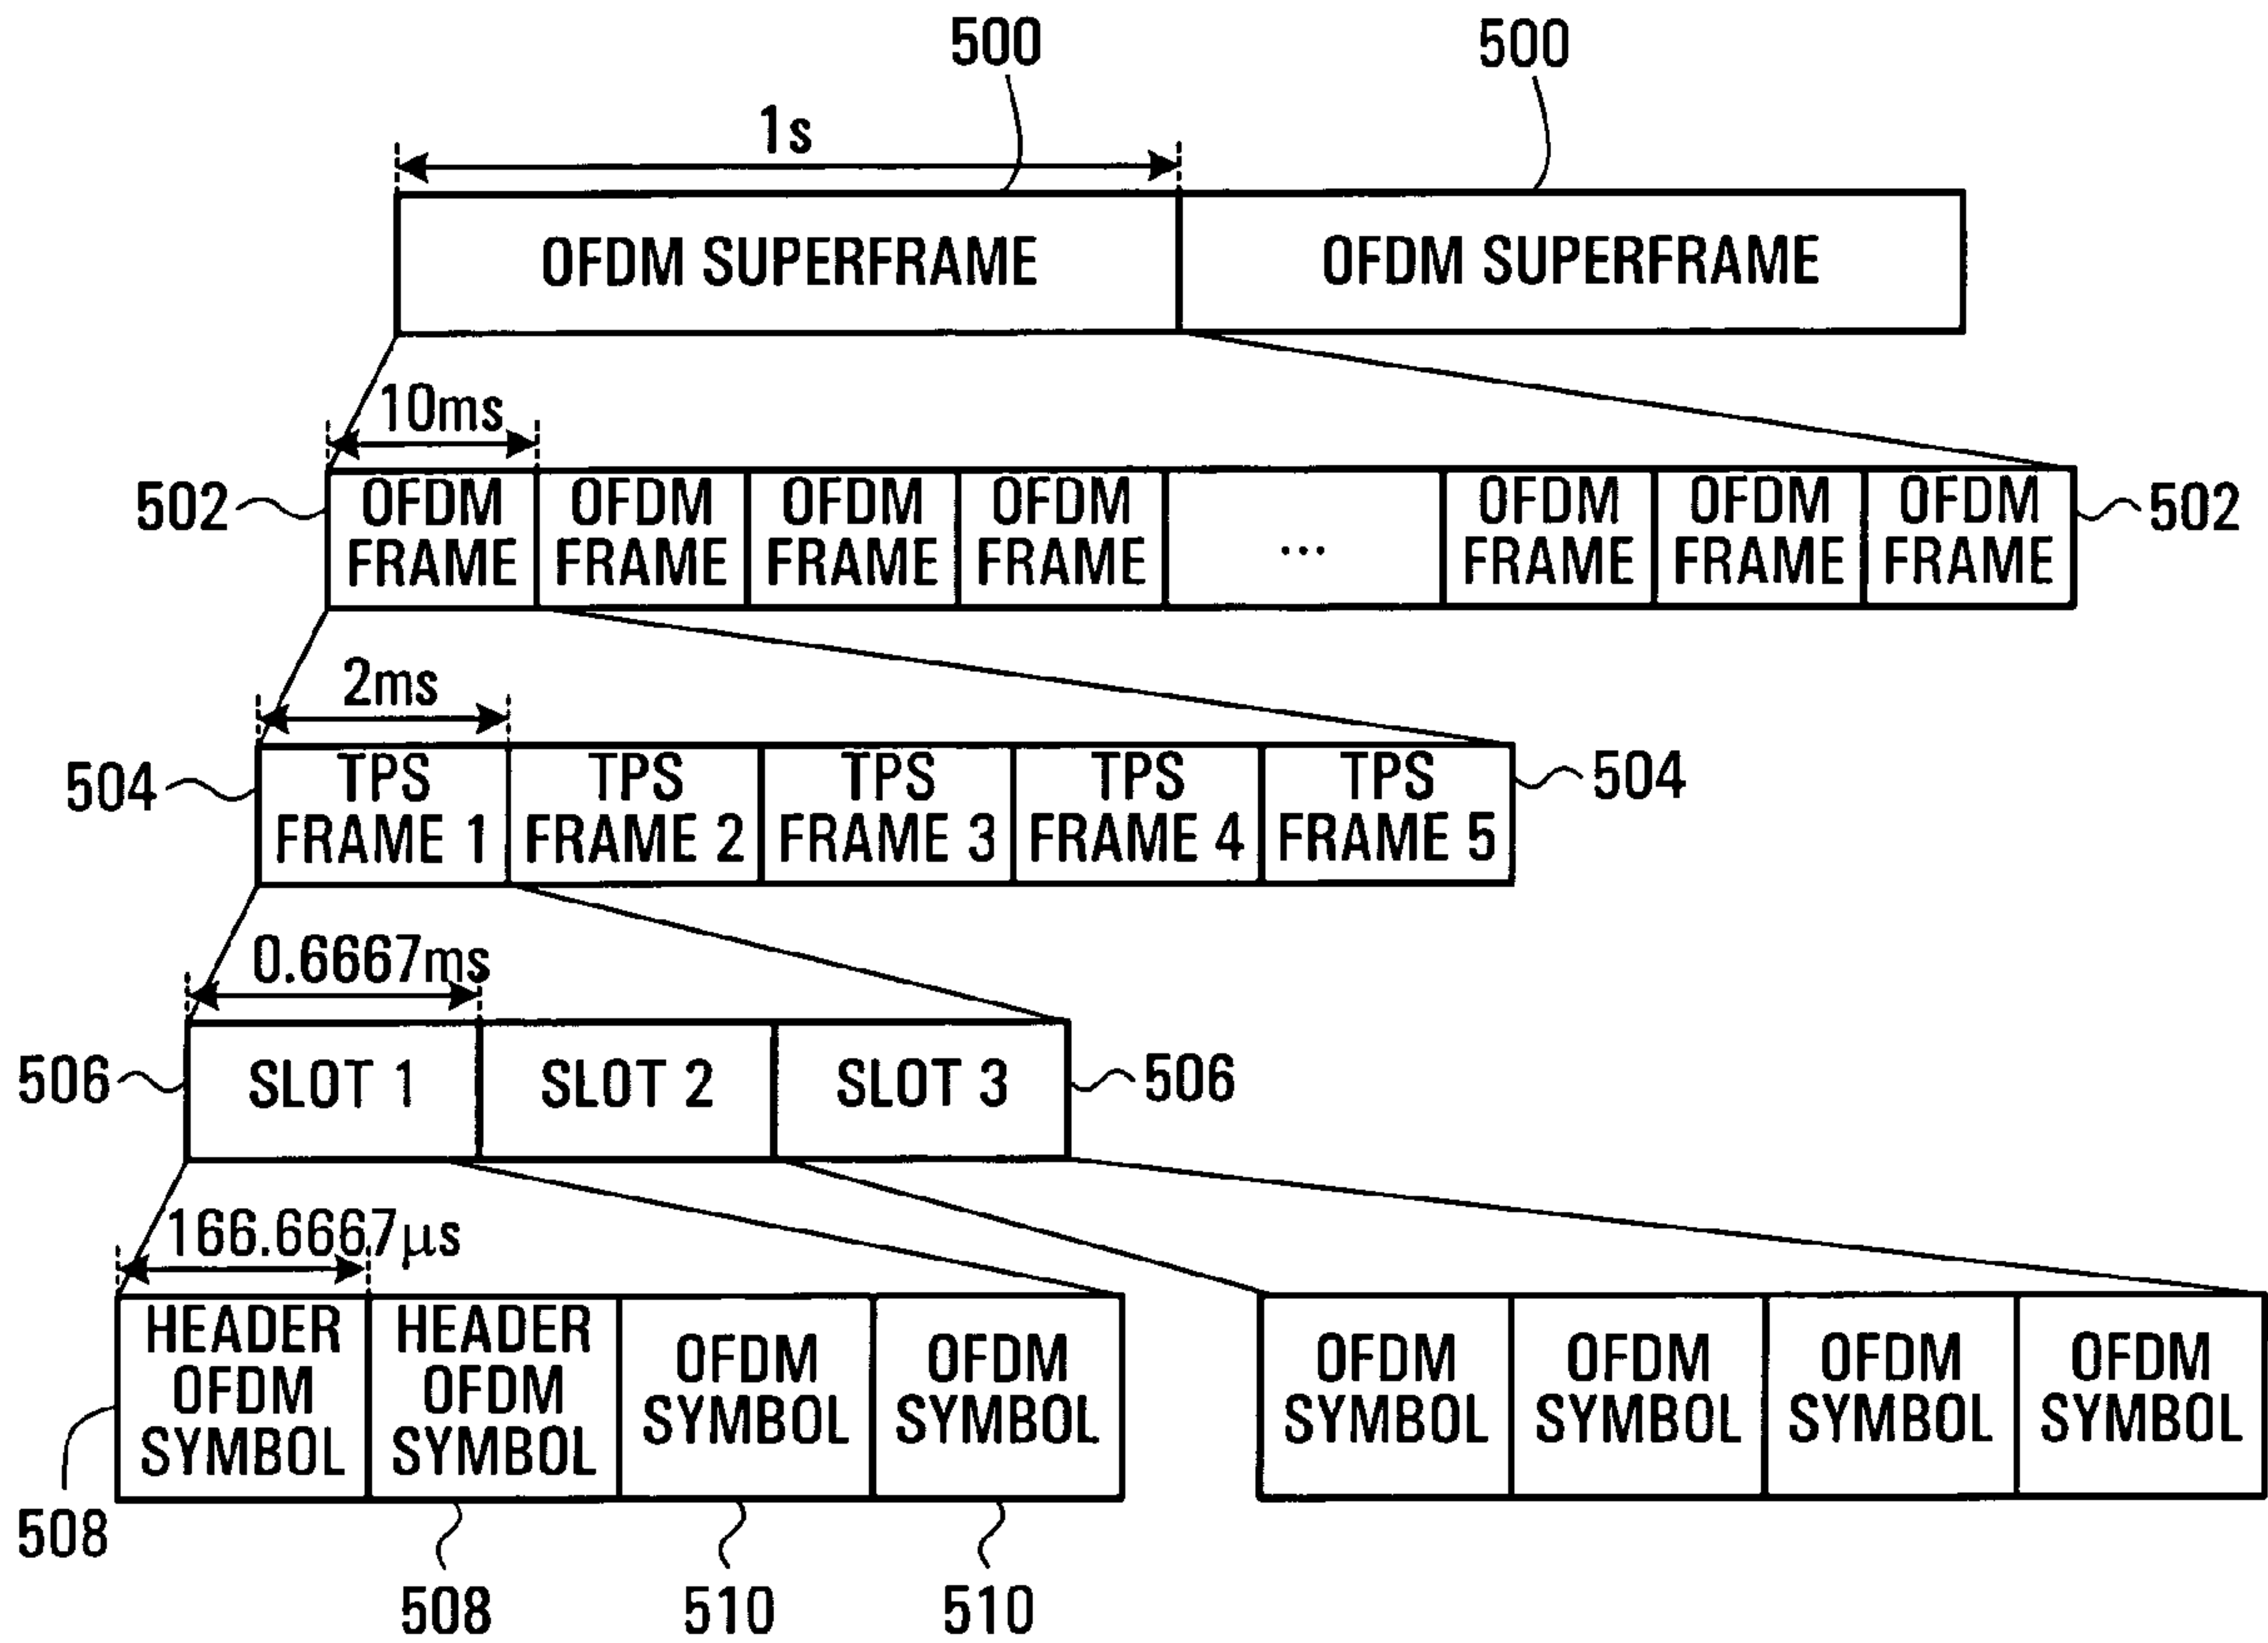 500 500
1s
OFDM SUPERFRAME OFDM SUPERFRAME
10ms
502 OFDM FRAME OFDM FRAME OFDM FRAME OFDM FRAME ... OFDM FRAME OFDM FRAME OFDM FRAME 502
2ms
504 TPS FRAME 1 TPS FRAME 2 TPS FRAME 3 TPS FRAME 4 TPS FRAME 5 504
0.6667ms
506 SLOT 1 SLOT 2 SLOT 3 506
166.6667μs
HEADER OFDM SYMBOL HEADER OFDM SYMBOL OFDM SYMBOL OFDM SYMBOL OFDM SYMBOL OFDM SYMBOL OFDM SYMBOL OFDM SYMBOL
508
508 510 510